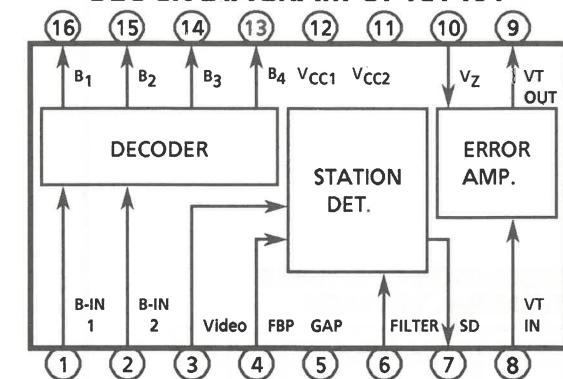 16 15 14 13 12 11 10 9
B1 B2 B3 B4 VCC1 VCC2 VZ VT
OUT
DECODER
STATION
DET.
ERROR
AMP.
B-IN
1
B-IN
2
Video FBP GAP FILTER SD
VT
IN
1 2 3 4 5 6 7 8